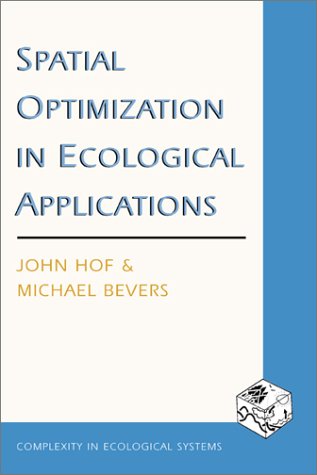 SPATIAL
OPTIMIZATION
IN ECOLOGICAL
APPLICATIONS
JOHN HOF &
MICHAEL BEVERS
COMPLEXITY IN ECOLOGICAL SYSTEMS